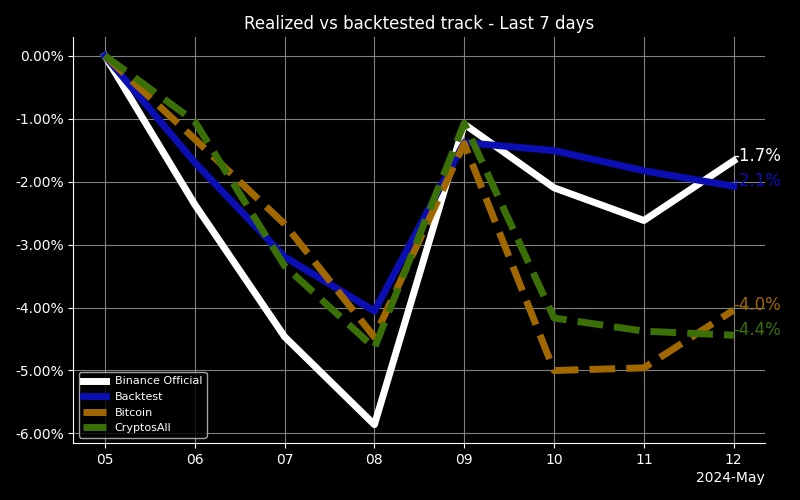 Realized vs backtested track - Last 7 days
0.00%
-1.00%
-2.00%
-3.00%
-4.00%
-5.00%
-6.00%
-1.7%
-2.1%
-4.0%
-4.4%
Binance Official
Backtest
Bitcoin
CryptosAll
05 06 07 08 09 10 11 12
2024-May